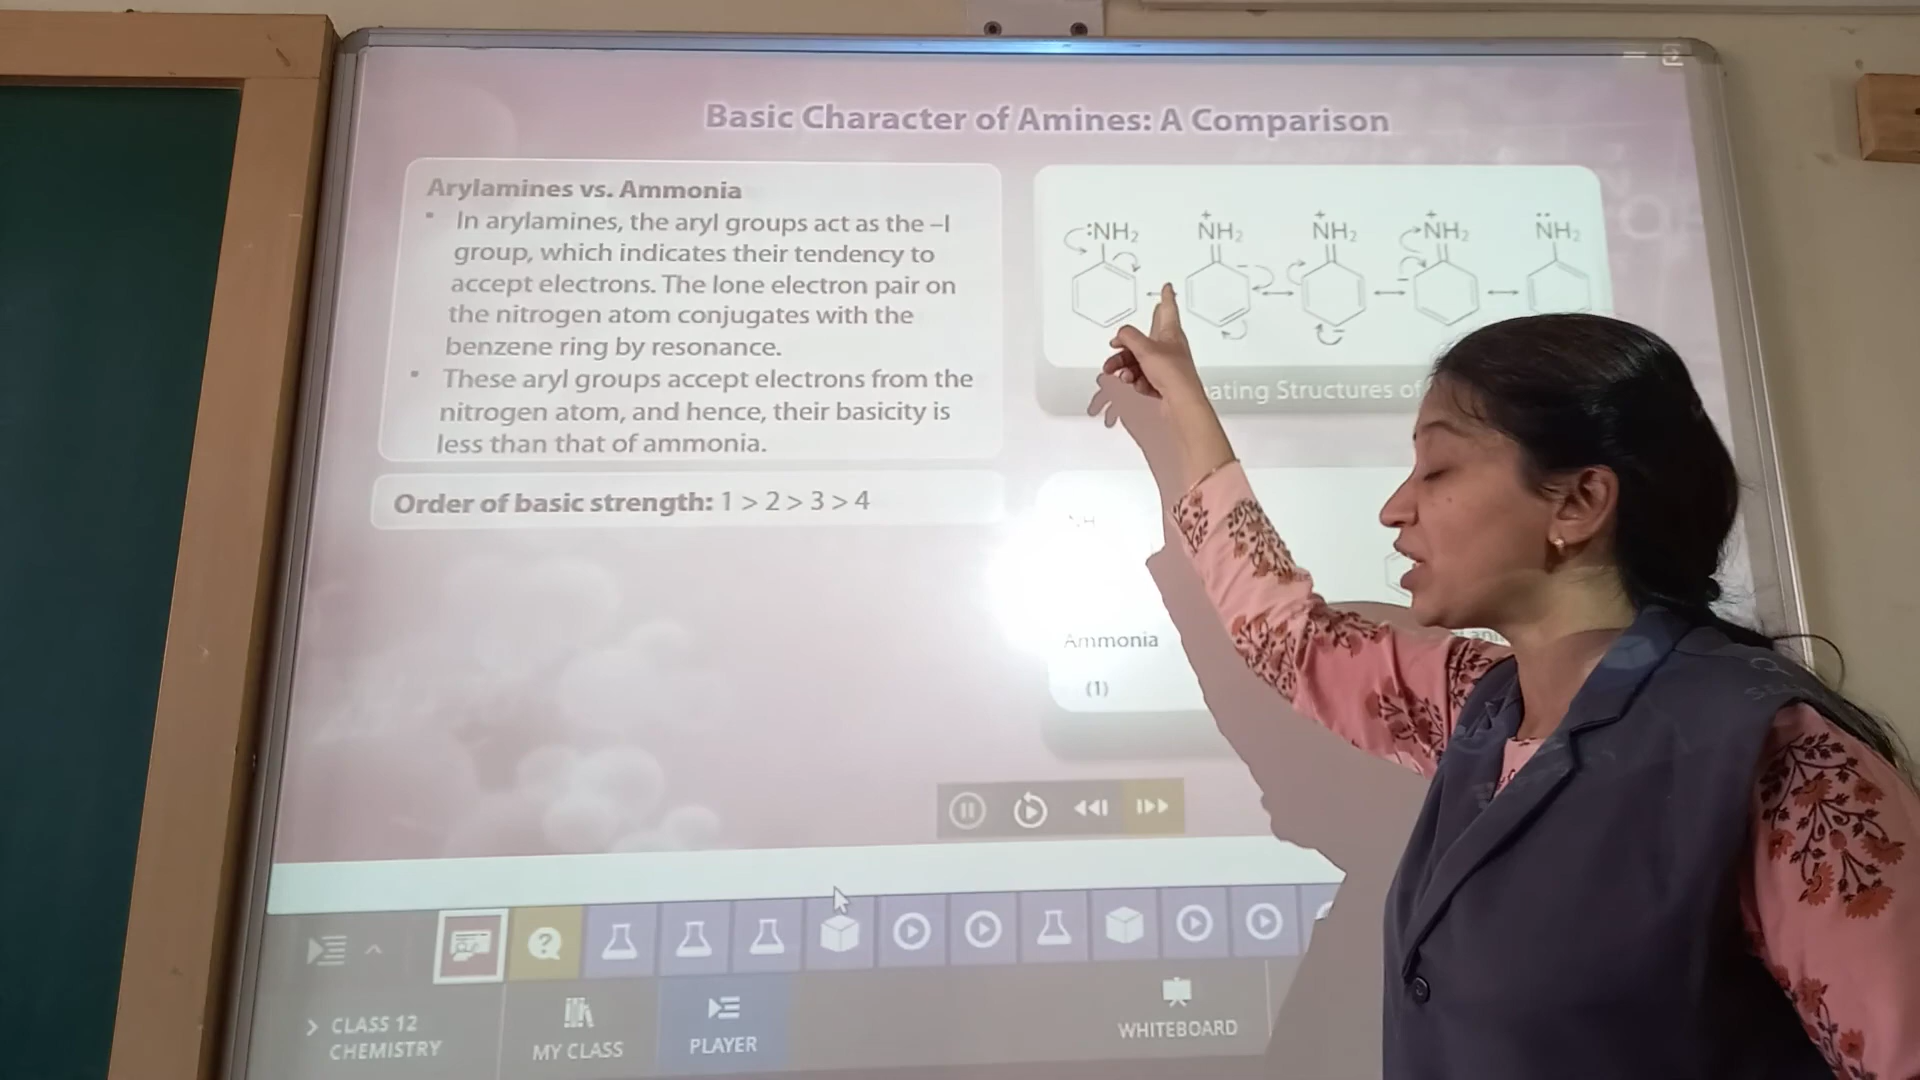 Basic Character of Amines: A Comparison
Arylamines vs. Ammonia
In arylamines, the aryl groups act as the –I
group, which indicates their tendency to
accept electrons. The lone electron pair on
the nitrogen atom conjugates with the
benzene ring by resonance.
These aryl groups accept electrons from the
nitrogen atom, and hence, their basicity is
less than that of ammonia.
Order of basic strength: 1 > 2 > 3 > 4
:NH₂ +NH₂ +NH₂ +NH₂ N̈H₂
ating Structures of
NH
Ammonia
(1)
CLASS 12
CHEMISTRY
MY CLASS
PLAYER
WHITEBOARD